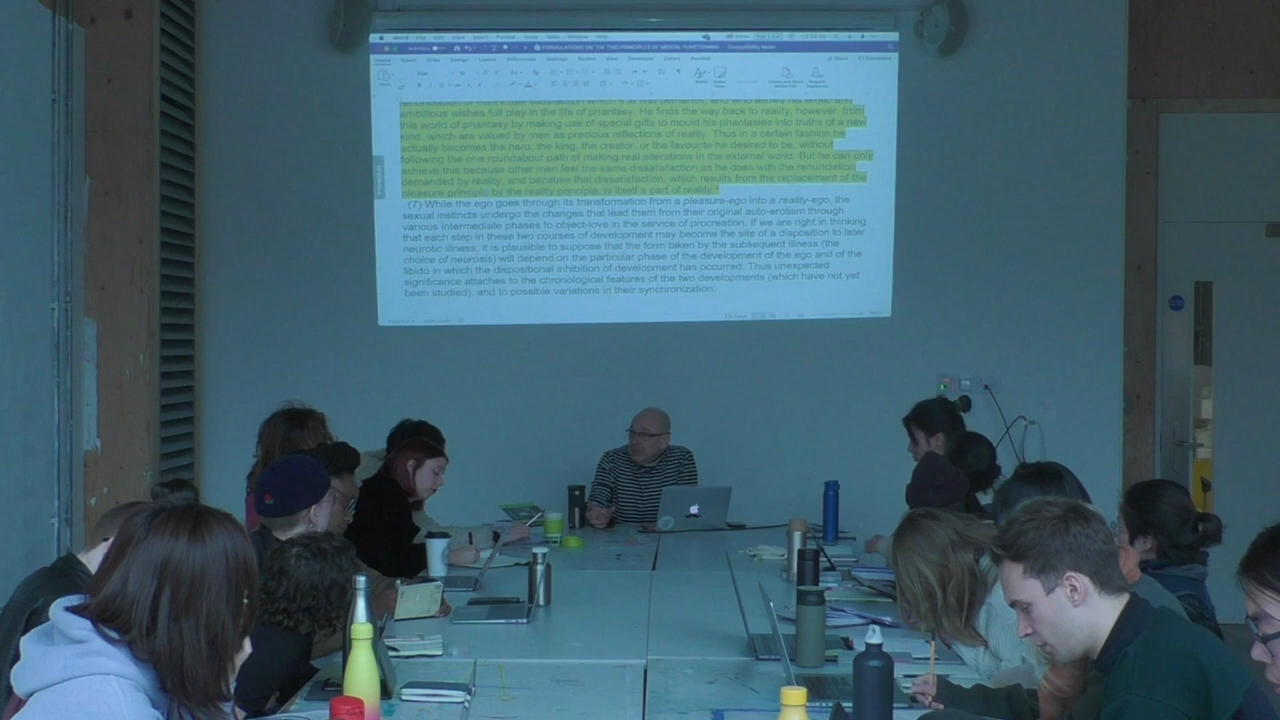 FORMULATIONS ON THE TWO PRINCIPLES OF MENTAL FUNCTIONING - Compatibility Mode
ambitious wishes full play in the life of phantasy. He finds the way back to reality, however, from
this world of phantasy by making use of special gifts to mould his phantasies into truths of a new
kind, which are valued by men as precious reflections of reality. Thus in a certain fashion he
actually becomes the hero, the king, the creator, or the favourite he desired to be, without
following the one roundabout path of making real alterations in the external world. But he can only
achieve this because other men feel the same dissatisfaction as he does with the renunciation
demanded by reality, and because that dissatisfaction, which results from the replacement of the
pleasure principle by the reality principle, is itself a part of reality.
(7) While the ego goes through its transformation from a pleasure-ego into a reality-ego, the
sexual instincts undergo the changes that lead them from their original auto-erotism through
various intermediate phases to object-love in the service of procreation. If we are right in thinking
that each step in these two courses of development may become the site of a disposition to later
neurotic illness, it is plausible to suppose that the form taken by the subsequent illness (the
choice of neurosis) will depend on the particular phase of the development of the ego and of the
libido in which the dispositional inhibition of development has occurred. Thus unexpected
significance attaches to the chronological features of the two developments (which have not yet
been studied), and to possible variations in their synchronization.